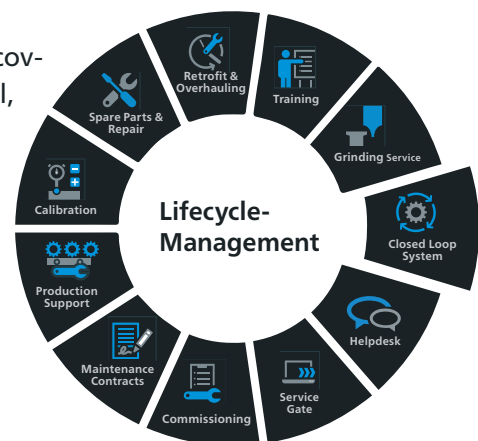 cov-
l,
Retrofit &
Overhauling
Training
Grinding Service
Closed Loop
System
Helpdesk
Service
Gate
Commissioning
Maintenance
Contracts
Production
Support
Calibration
Spare Parts &
Repair
Lifecycle-
Management